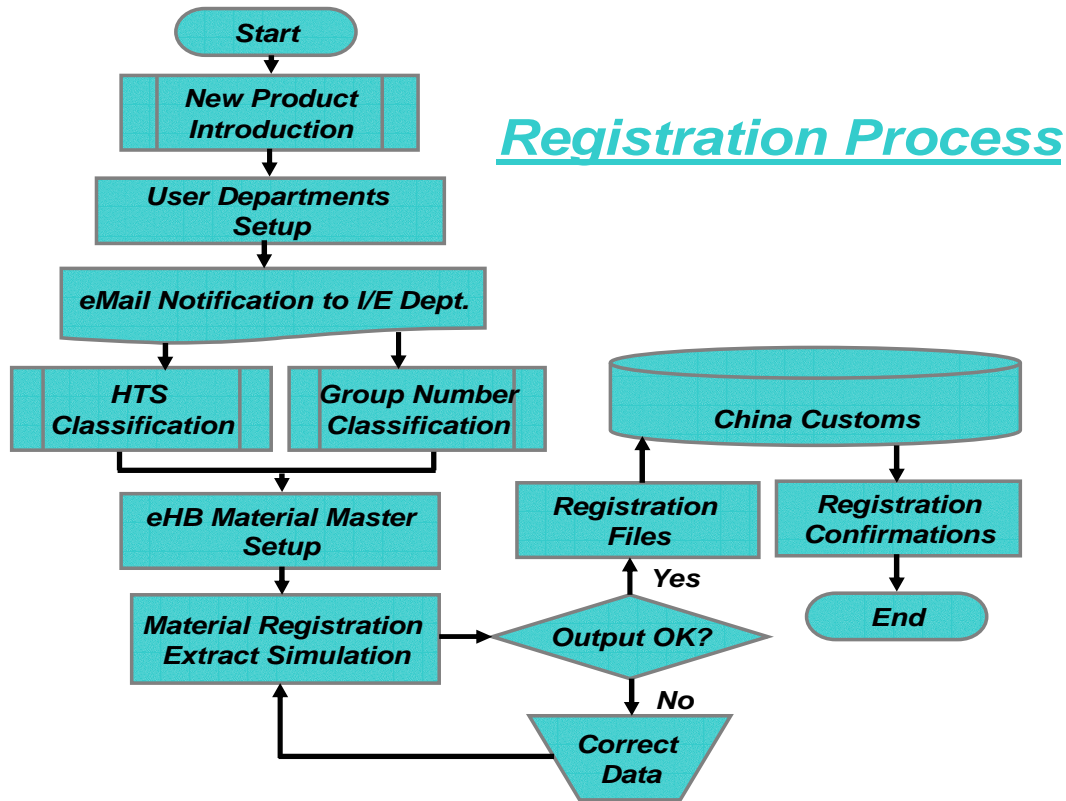 Start
New Product
Introduction
Registration Process
User Departments
Setup
eMail Notification to I/E Dept.
HTS
Classification
Group Number
Classification
China Customs
eHB Material Master
Setup
Registration
Files
Registration
Confirmations
Yes
Material Registration
Extract Simulation
Output OK?
End
No
Correct
Data